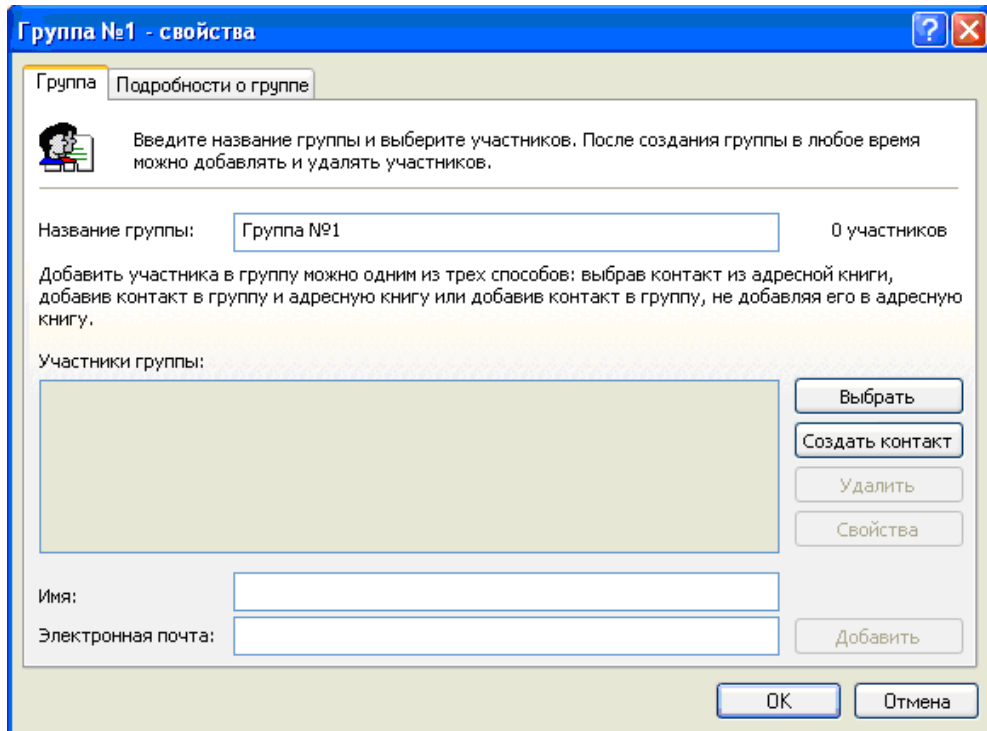 Группа №1 - свойства
Группа
Подробности о группе
Введите название группы и выберите участников. После создания группы в любое время
можно добавлять и удалять участников.
Название группы:
Группа №1
0 участников
Добавить участника в группу можно одним из трех способов: выбрав контакт из адресной книги,
добавив контакт в группу и адресную книгу или добавив контакт в группу, не добавляя его в адресную
книгу.
Участники группы:
Выбрать
Создать контакт
Удалить
Свойства
Имя:
Электронная почта:
Добавить
OK
Отмена